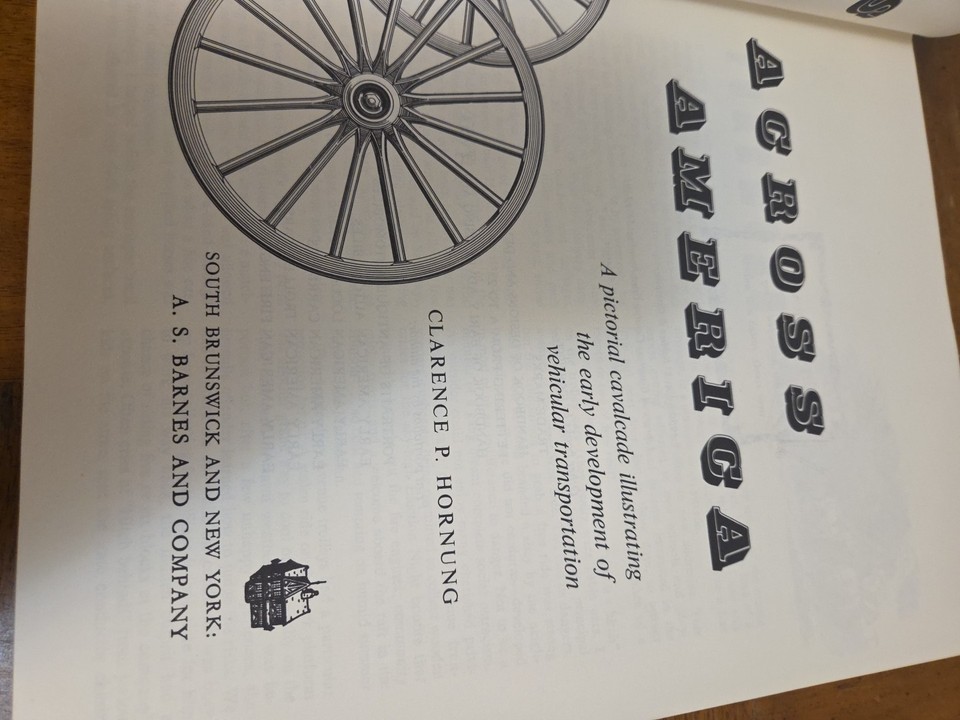 ACROSS
AMERICA
A pictorial cavalcade illustrating
the early development of
vehicular transportation
CLARENCE P. HORNUNG
SOUTH BRUNSWICK AND NEW YORK:
A. S. BARNES AND COMPANY